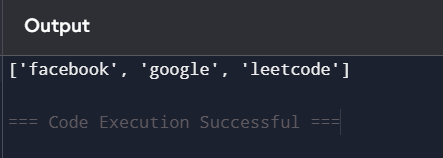 Output
['facebook', 'google', 'leetcode']
=== Code Execution Successful ===